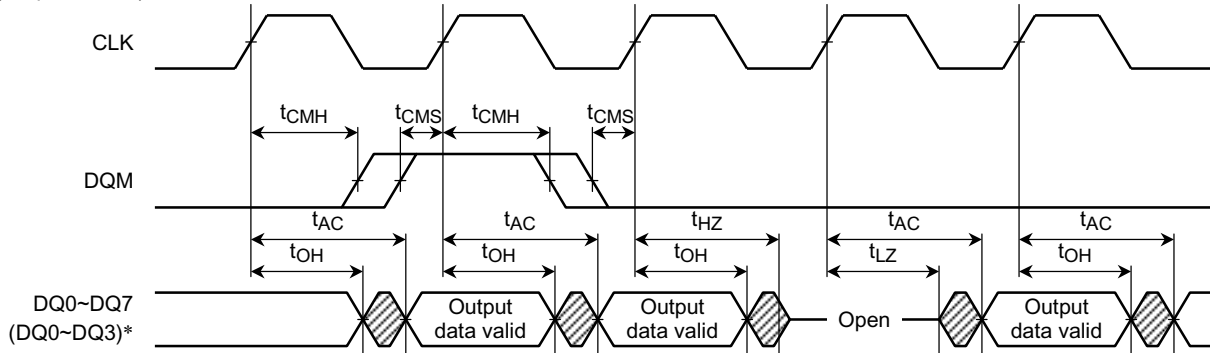 CLK
tCMH tCMS tCMH tCMS
DQM
tAC tAC tHZ tAC tAC
tOH tOH tOH tLZ tOH
DQ0~DQ7
(DQ0~DQ3)*
Output
data valid
Output
data valid
Open
Output
data valid